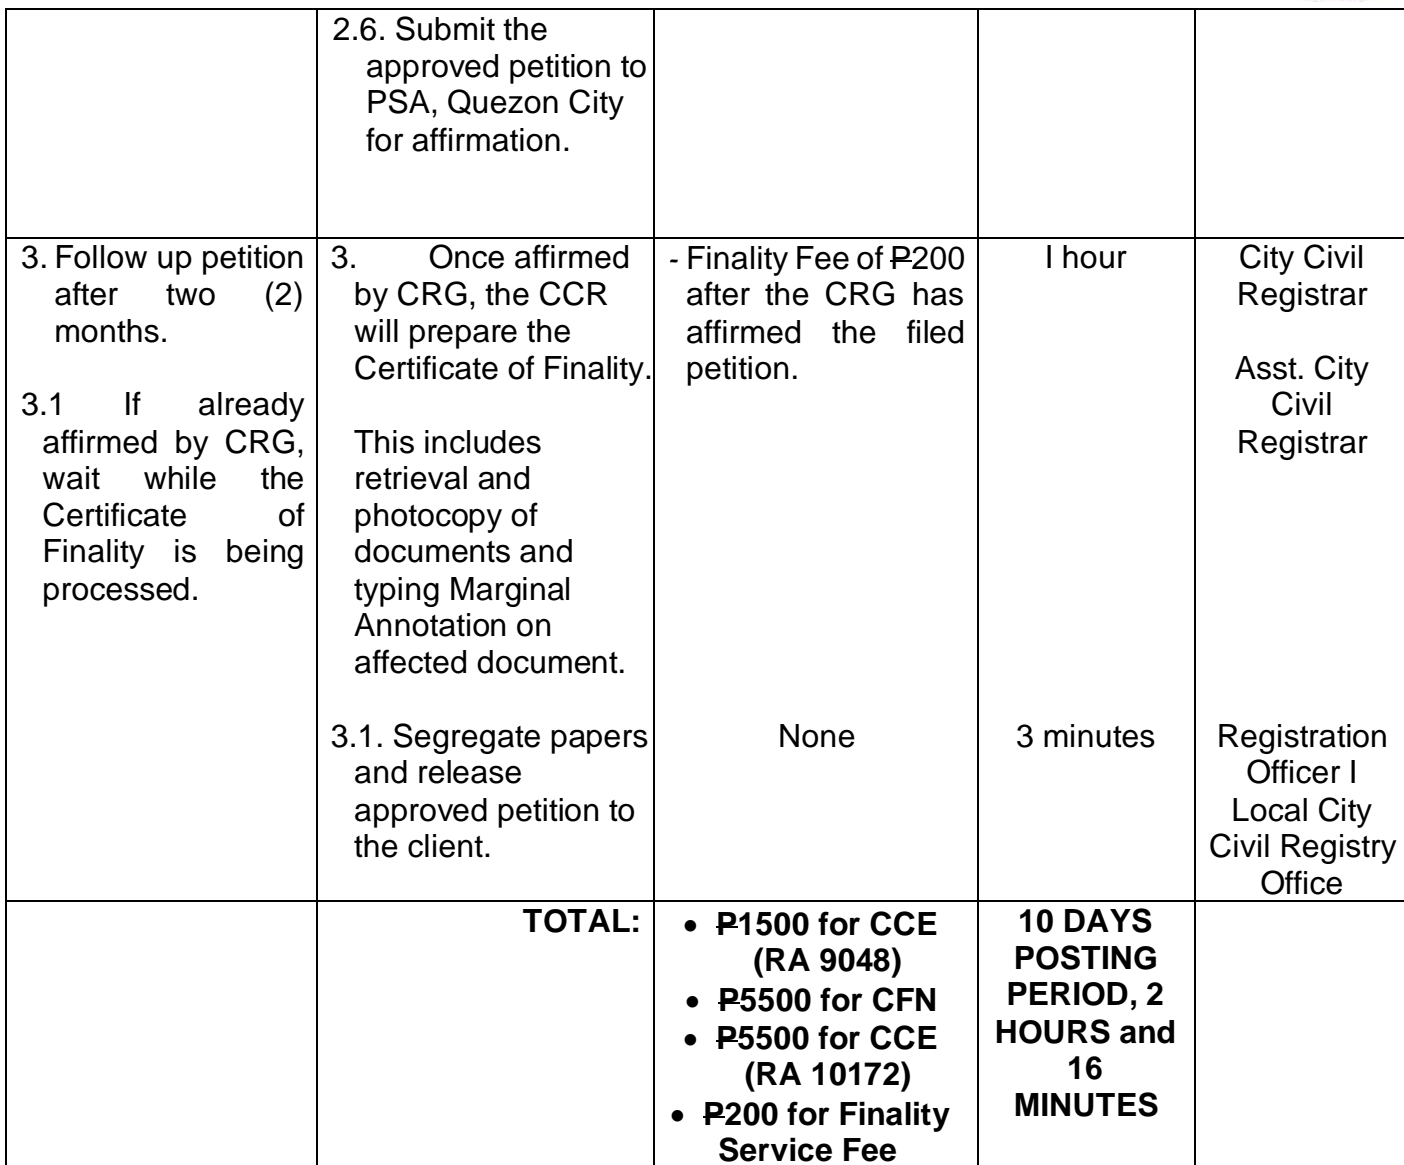 2.6. Submit the
approved petition to
PSA, Quezon City
for affirmation.
3. Follow up petition
after two (2)
months.
3.1 If already
affirmed by CRG,
wait while the
Certificate of
Finality is being
processed.
3. Once affirmed
by CRG, the CCR
will prepare the
Certificate of Finality.
This includes
retrieval and
photocopy of
documents and
typing Marginal
Annotation on
affected document.
- Finality Fee of ₱200
after the CRG has
affirmed the filed
petition.
I hour
City Civil
Registrar
Asst. City
Civil
Registrar
3.1. Segregate papers
and release
approved petition to
the client.
None
3 minutes
Registration
Officer I
Local City
Civil Registry
Office
TOTAL:
• ₱1500 for CCE
(RA 9048)
• ₱5500 for CFN
• ₱5500 for CCE
(RA 10172)
• ₱200 for Finality
Service Fee
10 DAYS
POSTING
PERIOD, 2
HOURS and
16
MINUTES